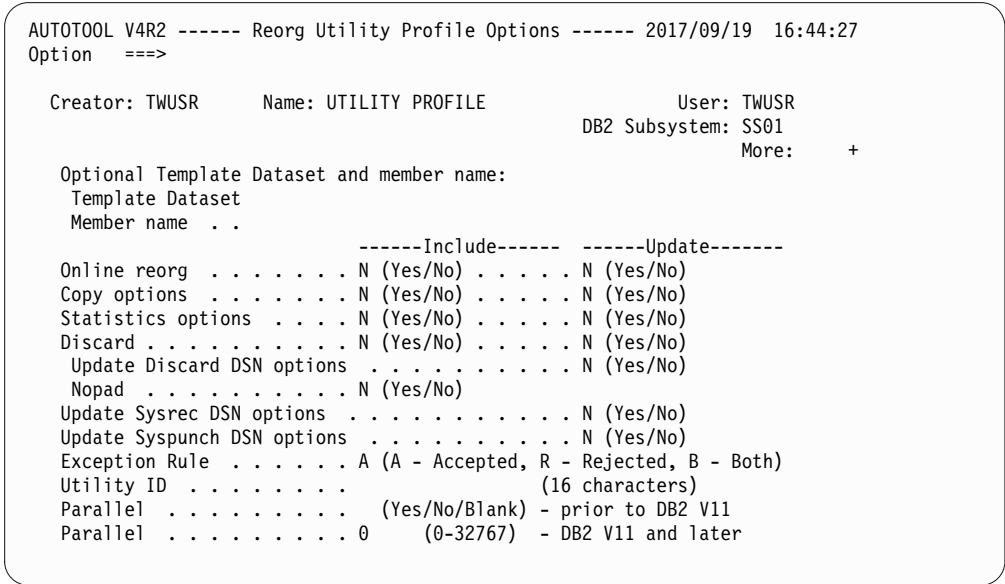 AUTOTOOL V4R2 ------ Reorg Utility Profile Options ------ 2017/09/19  16:44:27
Option   ===>
  Creator: TWUSR      Name: UTILITY PROFILE                  User: TWUSR
                                                    DB2 Subsystem: SS01
                                                                   More:     +
   Optional Template Dataset and member name:
    Template Dataset
    Member name  . .
                               ------Include------  ------Update-------
   Online reorg  . . . . . . . N (Yes/No) . . . . . N (Yes/No)
   Copy options  . . . . . . . N (Yes/No) . . . . . N (Yes/No)
   Statistics options  . . . . N (Yes/No) . . . . . N (Yes/No)
   Discard . . . . . . . . . . N (Yes/No) . . . . . N (Yes/No)
    Update Discard DSN options  . . . . . . . . . . N (Yes/No)
    Nopad  . . . . . . . . . . N (Yes/No)
   Update Sysrec DSN options  . . . . . . . . . . . N (Yes/No)
   Update Syspunch DSN options  . . . . . . . . . . N (Yes/No)
   Exception Rule  . . . . . . A (A - Accepted, R - Rejected, B - Both)
   Utility ID  . . . . . . . .                  (16 characters)
   Parallel  . . . . . . . . .   (Yes/No/Blank) - prior to DB2 V11
   Parallel  . . . . . . . . . 0     (0-32767)  - DB2 V11 and later